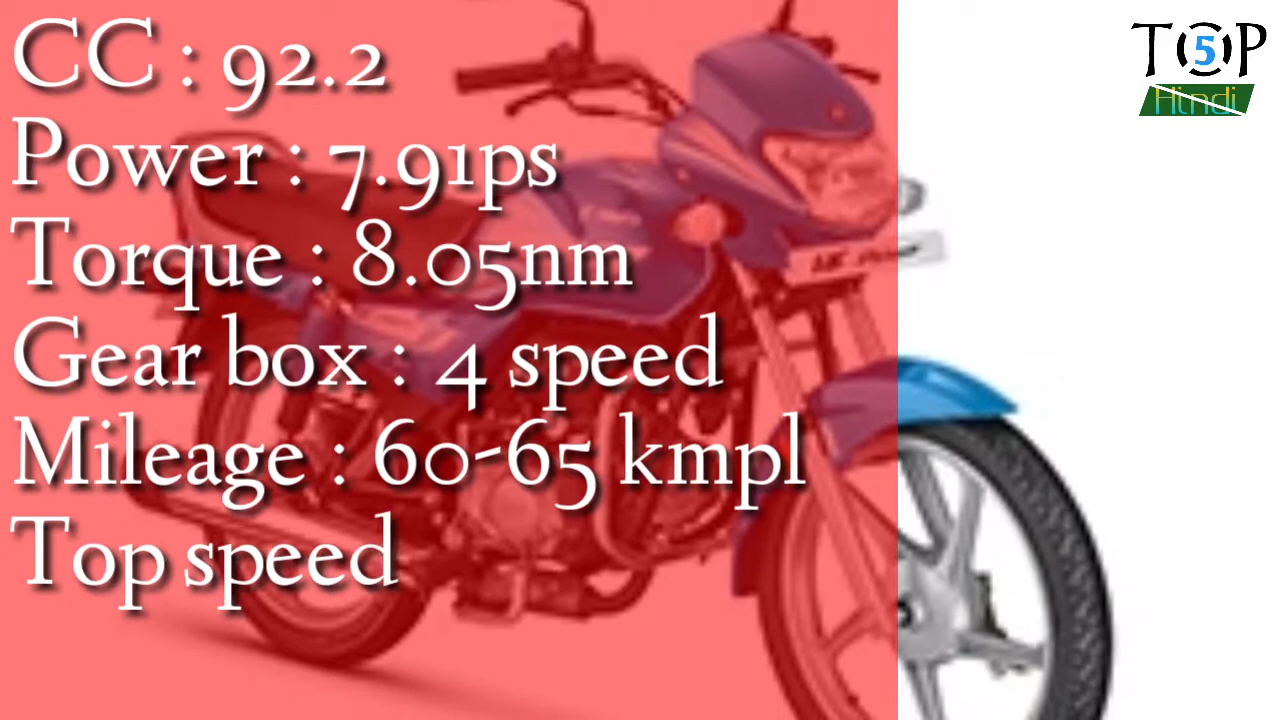 CC : 92.2
Power : 7.91ps
Torque : 8.05nm
Gear box : 4 speed
Mileage : 60-65 kmpl
Top speed
TOP
5
Hindi